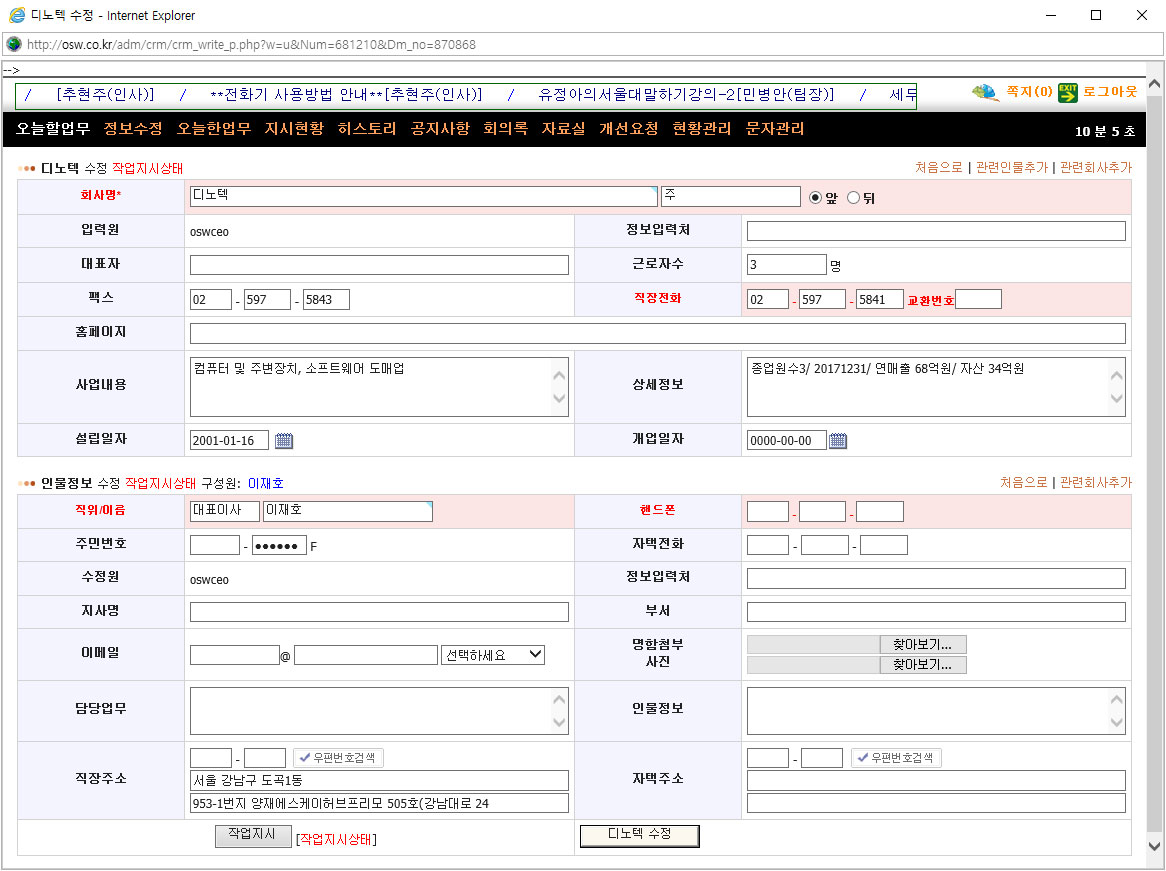 디노텍 수정 - Internet Explorer
http://osw.co.kr/adm/crm/crm_write_p.php?w=u&Num=681210&Dm_no=870868
-->
/ [추현주(인사)] / **전화기 사용방법 안내**[추현주(인사)] / 유정아의서울대말하기강의-2[민병안(팀장)] / 세무
쪽지(0) EXIT 로그아웃
오늘할업무 정보수정 오늘한업무 지시현황 히스토리 공지사항 회의록 자료실 개선요청 현황관리 문자관리 10 분 5 초
디노텍 수정 작업지시상태 처음으로 | 관련인물추가 | 관련회사추가
회사명* 디노텍 주 앞 뒤
입력원 oswceo 정보입력처
대표자 근로자수 3 명
팩스 02 - 597 - 5843 직장전화 02 - 597 - 5841 교환번호
홈페이지
사업내용 컴퓨터 및 주변장치, 소프트웨어 도매업 상세정보 종업원수3/ 20171231/ 연매출 68억원/ 자산 34억원
설립일자 2001-01-16 개업일자 0000-00-00
인물정보 수정 작업지시상태 구성원: 이재호 처음으로 | 관련회사추가
직위/이름 대표이사 이재호 핸드폰 - -
주민번호 - ●●●●●● F 자택전화 - -
수정원 oswceo 정보입력처
지사명 부서
이메일 @ 선택하세요 명함첨부 찾아보기...
사진 찾아보기...
담당업무 인물정보
직장주소 - 우편번호검색 자택주소 - 우편번호검색
서울 강남구 도곡1동
953-1번지 양재에스케이허브프리모 505호(강남대로 24
작업지시 [작업지시상태] 디노텍 수정